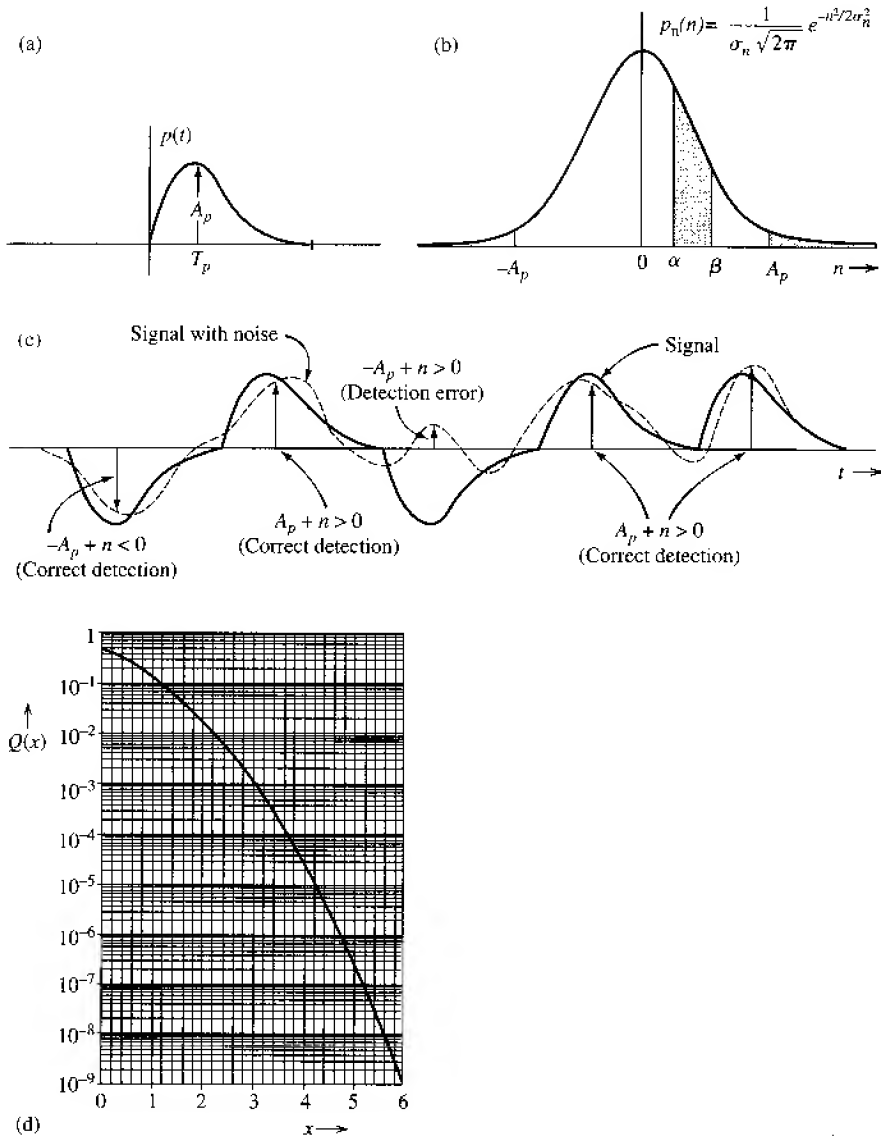 (a)
p(t)
A_p
T_p
(b)
p_n(n) = 1 / (σ_n √2π) e^{-n²/2σ_n²}
-A_p 0 α β A_p n →
(c)
Signal with noise
-A_p + n > 0
(Detection error)
Signal
t →
-A_p + n < 0
(Correct detection)
A_p + n > 0
(Correct detection)
A_p + n > 0
(Correct detection)
1
10⁻¹
↑
Q(x)
10⁻²
10⁻³
10⁻⁴
10⁻⁵
10⁻⁶
10⁻⁷
10⁻⁸
10⁻⁹
0 1 2 3 4 5 6
x →
(d)